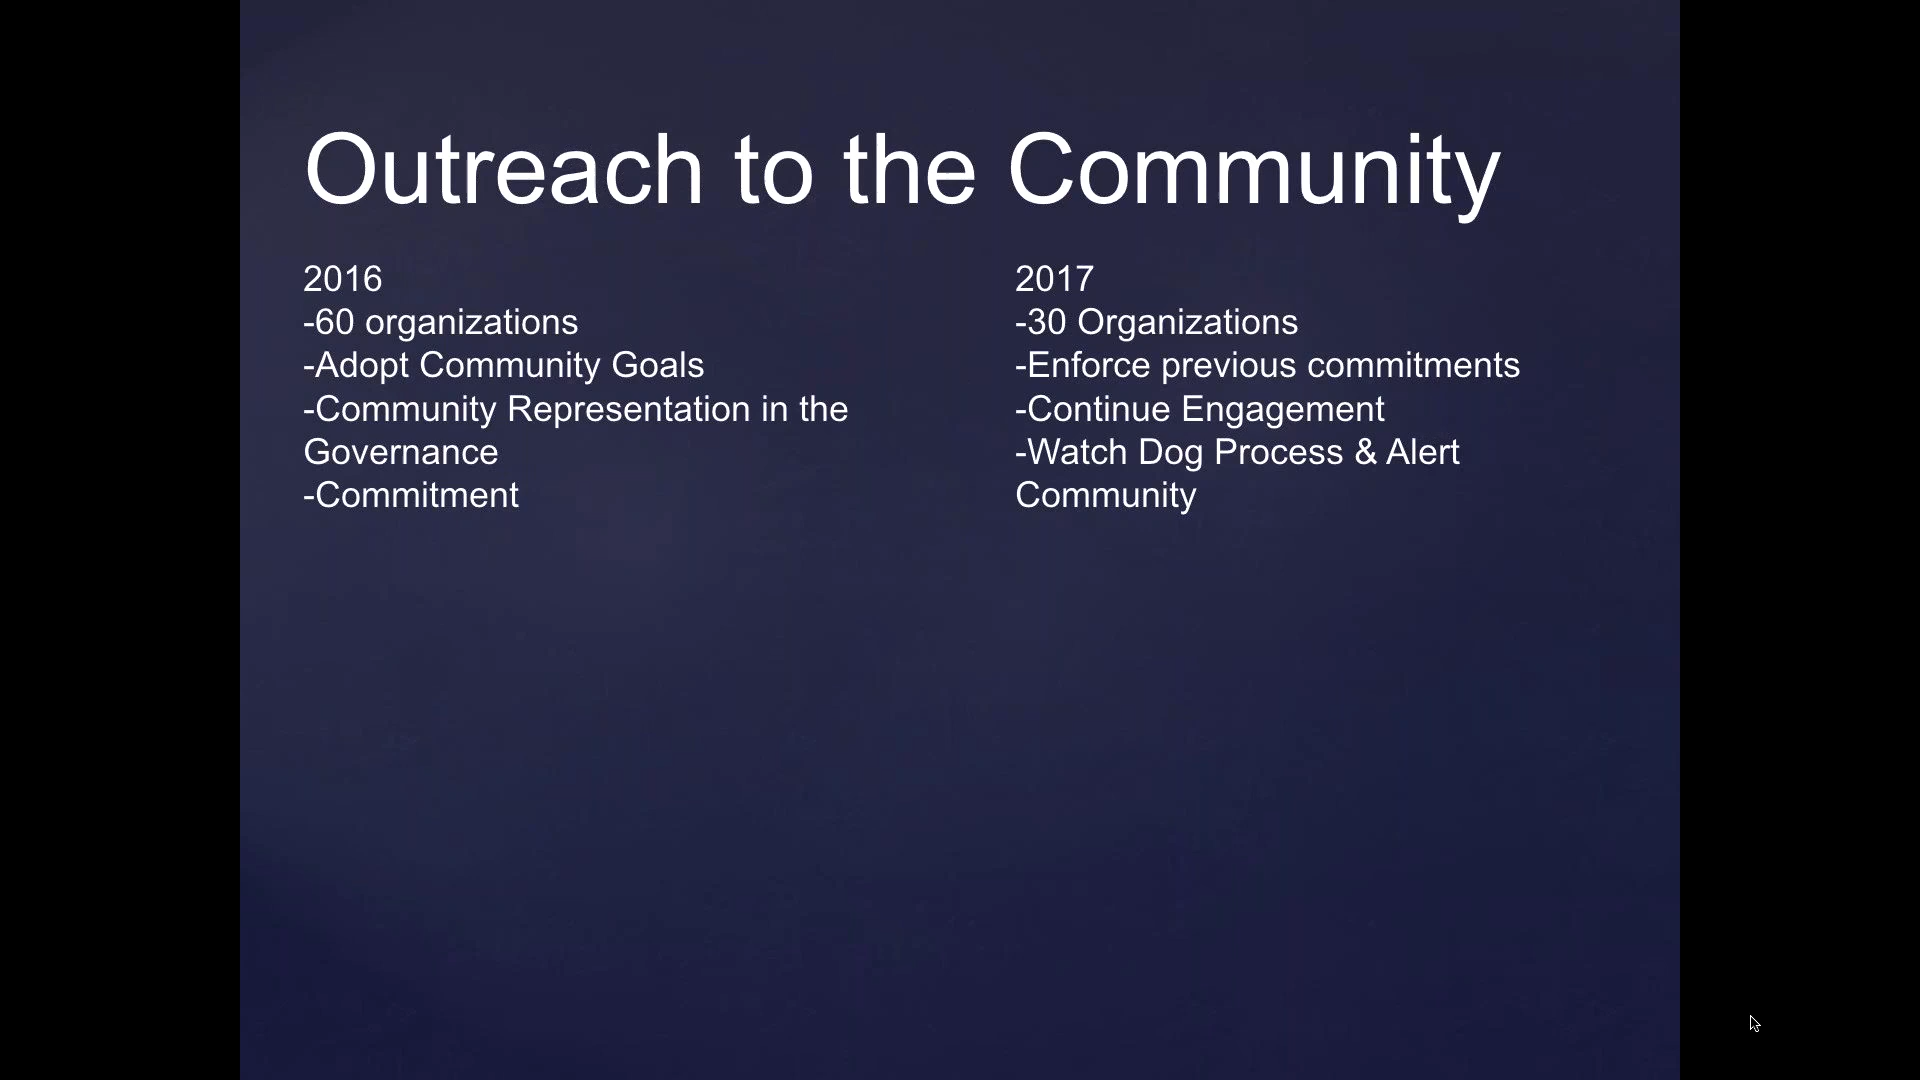 Outreach to the Community
2016
-60 organizations
-Adopt Community Goals
-Community Representation in the
Governance
-Commitment
2017
-30 Organizations
-Enforce previous commitments
-Continue Engagement
-Watch Dog Process & Alert
Community